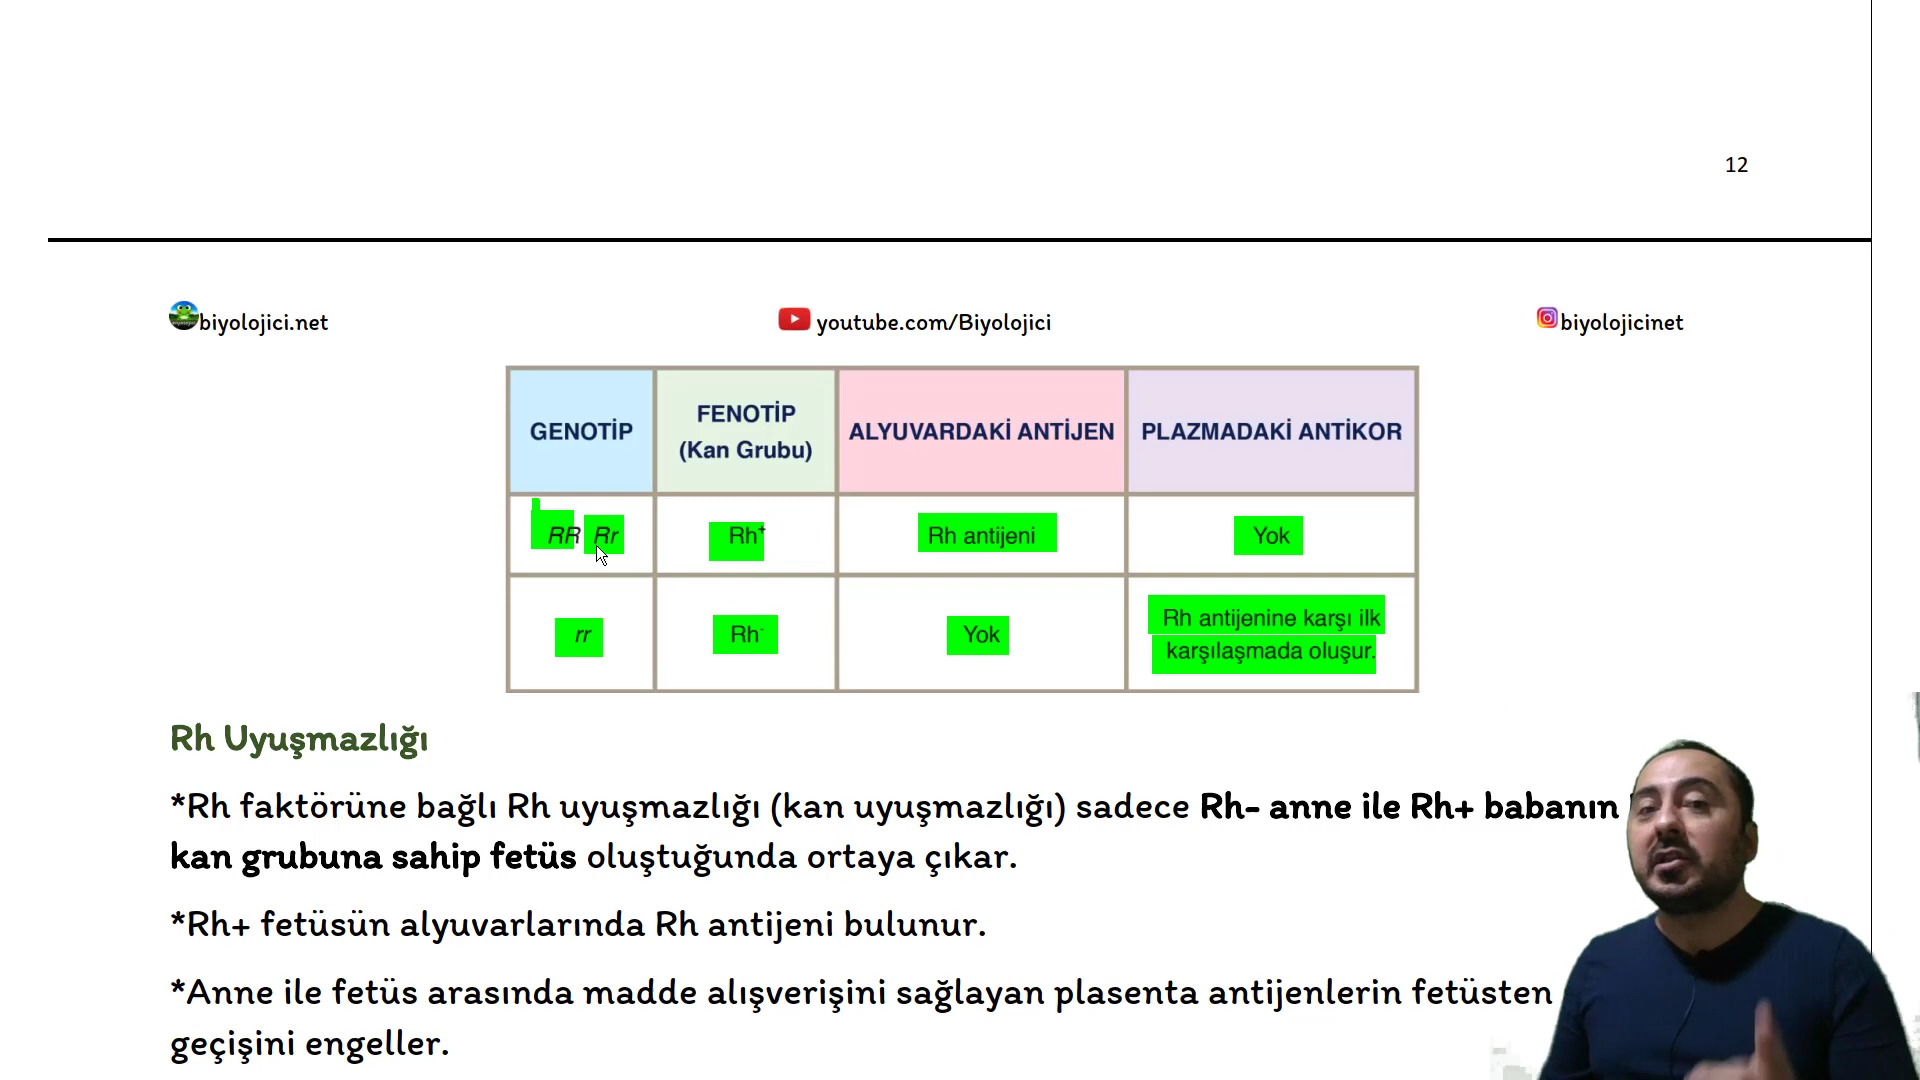 12
biyolojici.net
youtube.com/Biyolojici
biyolojicinet
GENOTİP
FENOTİP
(Kan Grubu)
ALYUVARDAKİ ANTİJEN
PLAZMADAKİ ANTİKOR
RR Rr
Rh+
Rh antijeni
Yok
rr
Rh-
Yok
Rh antijenine karşı ilk
karşılaşmada oluşur.
Rh Uyuşmazlığı
*Rh faktörüne bağlı Rh uyuşmazlığı (kan uyuşmazlığı) sadece Rh- anne ile Rh+ babanın
kan grubuna sahip fetüs oluştuğunda ortaya çıkar.
*Rh+ fetüsün alyuvarlarında Rh antijeni bulunur.
*Anne ile fetüs arasında madde alışverişini sağlayan plasenta antijenlerin fetüsten
geçişini engeller.